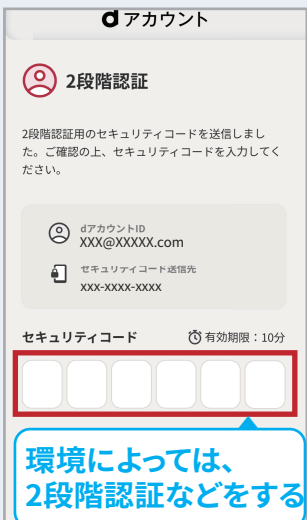 dアカウント
2段階認証
2段階認証用のセキュリティコードを送信しまし
た。ご確認の上、セキュリティコードを入力してく
ださい。
dアカウントID
XXX@XXXXX.com
セキュリティコード送信先
xxx-xxxx-xxxx
セキュリティコード 有効期限：10分
環境によっては、
2段階認証などをする